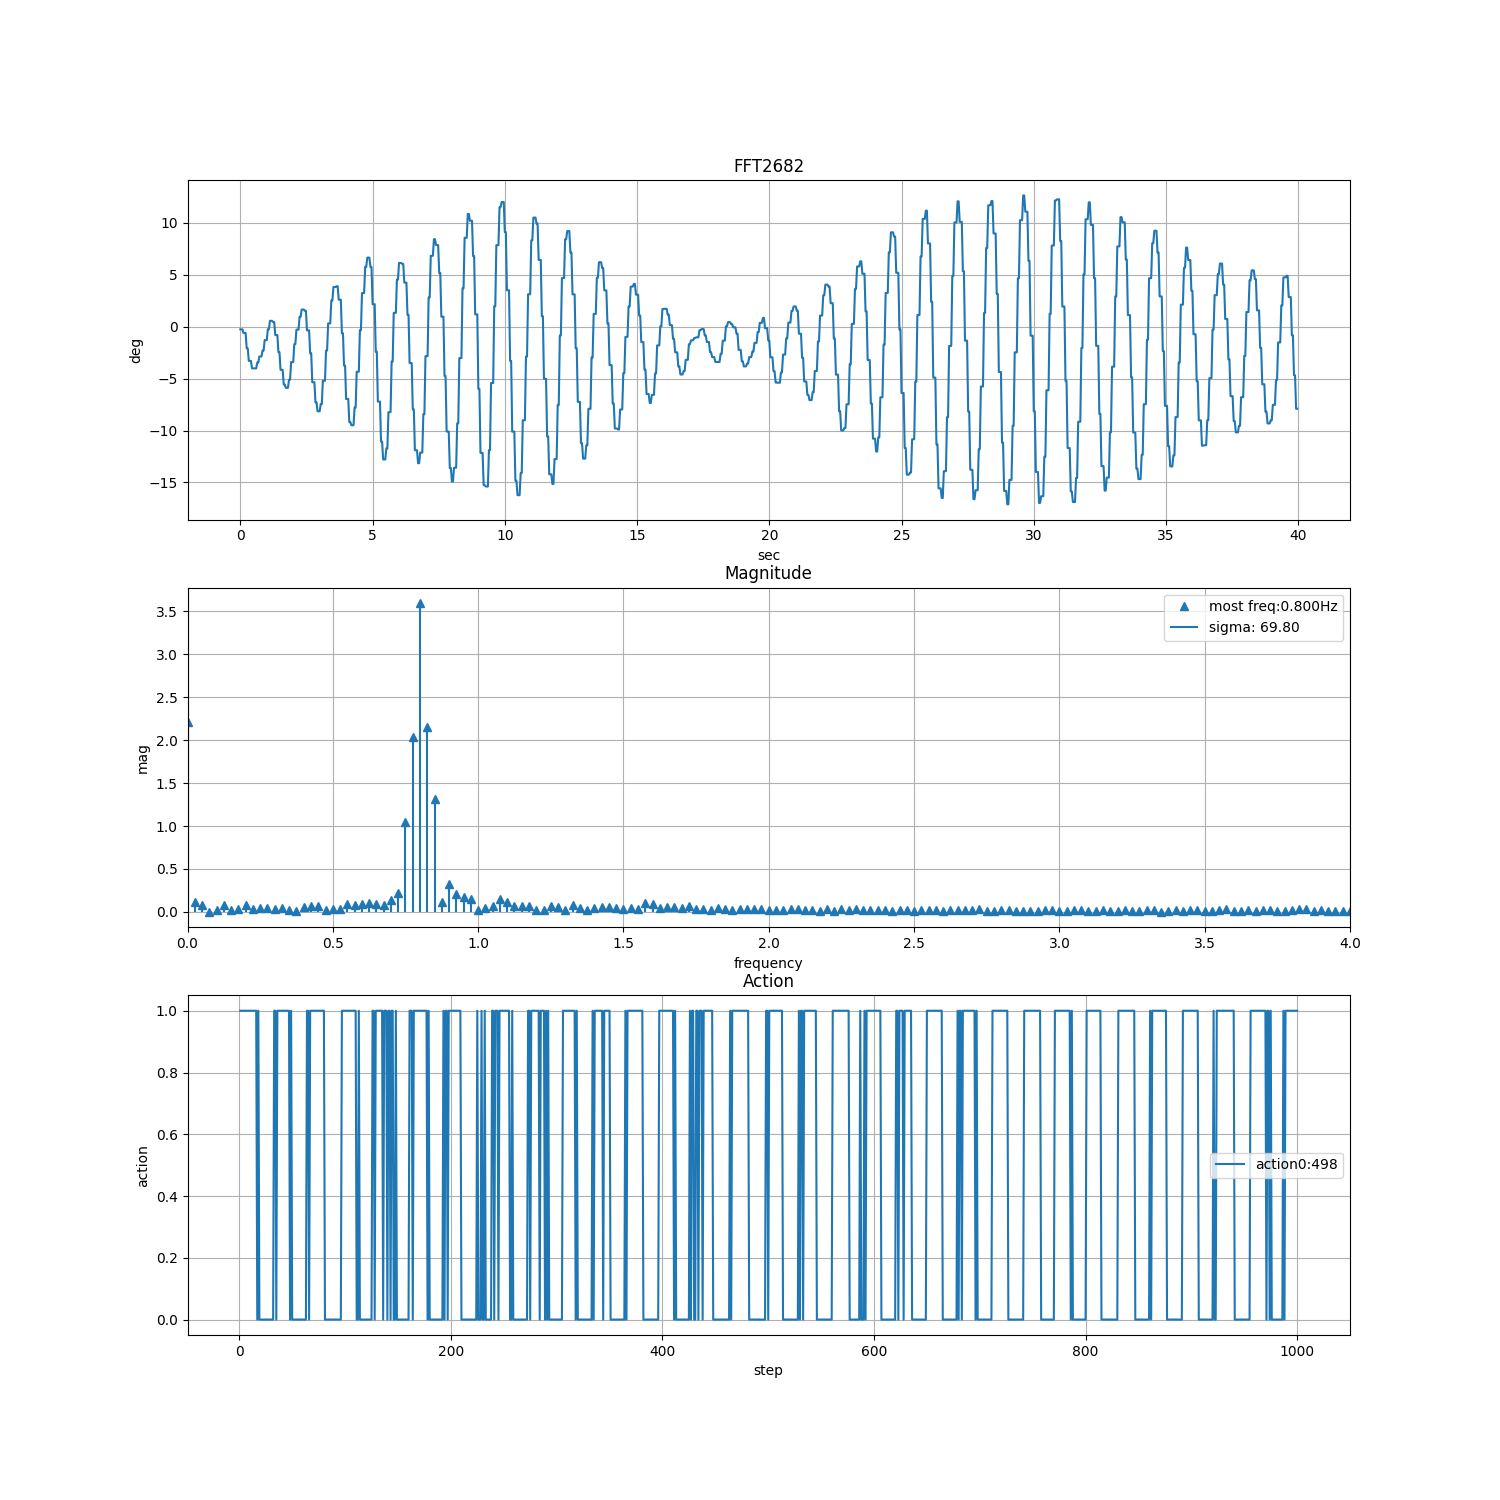 FFT2682
10
5
0
−5
−10
−15
deg
0 5 10 15 20 25 30 35 40
sec
Magnitude
3.5
3.0
2.5
2.0
1.5
1.0
0.5
0.0
mag
most freq:0.800Hz
sigma: 69.80
0.0 0.5 1.0 1.5 2.0 2.5 3.0 3.5 4.0
frequency
Action
1.0
0.8
0.6
0.4
0.2
0.0
action
action0:498
0 200 400 600 800 1000
step